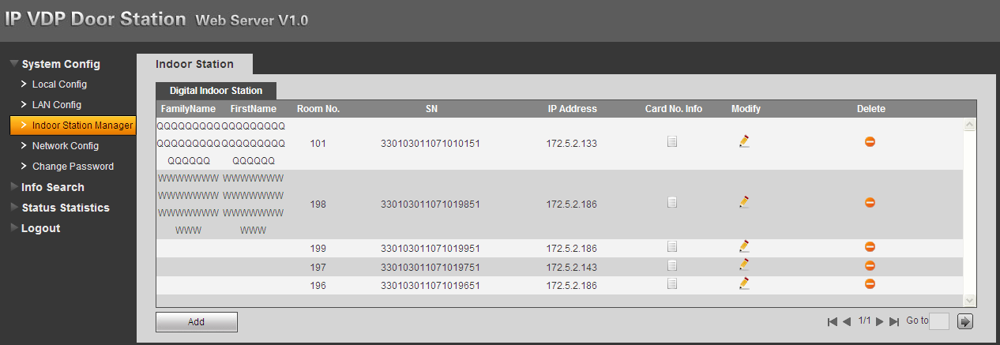 IP VDP Door Station Web Server V1.0
System Config
Local Config
LAN Config
Indoor Station Manager
Network Config
Change Password
Info Search
Status Statistics
Logout
Indoor Station
Digital Indoor Station
FamilyName FirstName Room No. SN IP Address Card No. Info Modify Delete
QQQQQQQQQ QQQQQQQQQ
QQQQQQQQQ QQQQQQQQQ 101 330103011071010151 172.5.2.133
QQQQQQ QQQQQQ
WWWWWWW WWWWWWW
WWWWWWW WWWWWWW 198 330103011071019851 172.5.2.186
WWWWWWW WWWWWWW
WWW WWW
199 330103011071019951 172.5.2.186
197 330103011071019751 172.5.2.143
196 330103011071019651 172.5.2.186
Add 1/1 Go to